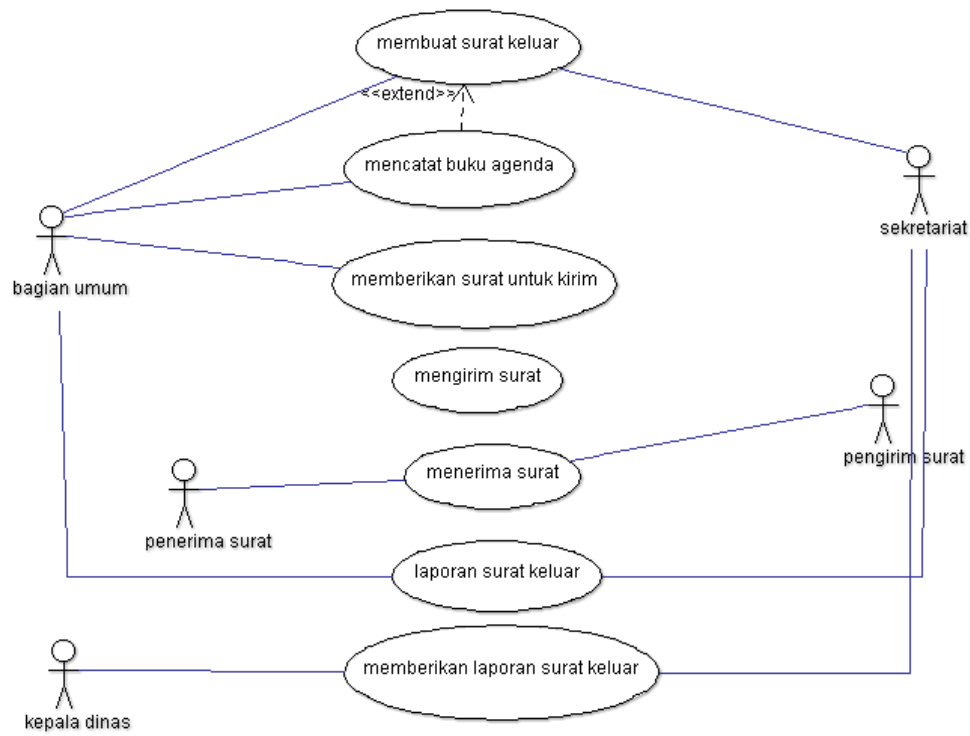 membuat surat keluar
<<extend>>
mencatat buku agenda
sekretariat
bagian umum
memberikan surat untuk kirim
mengirim surat
pengirim surat
menerima surat
penerima surat
laporan surat keluar
memberikan laporan surat keluar
kepala dinas